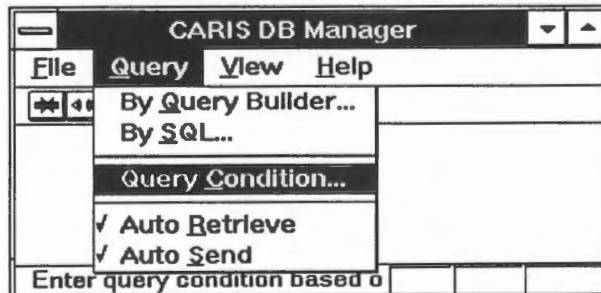 CARIS DB Manager
File Query View Help
By Query Builder...
By SQL...
Query Condition...
√ Auto Retrieve
√ Auto Send
Enter query condition based o